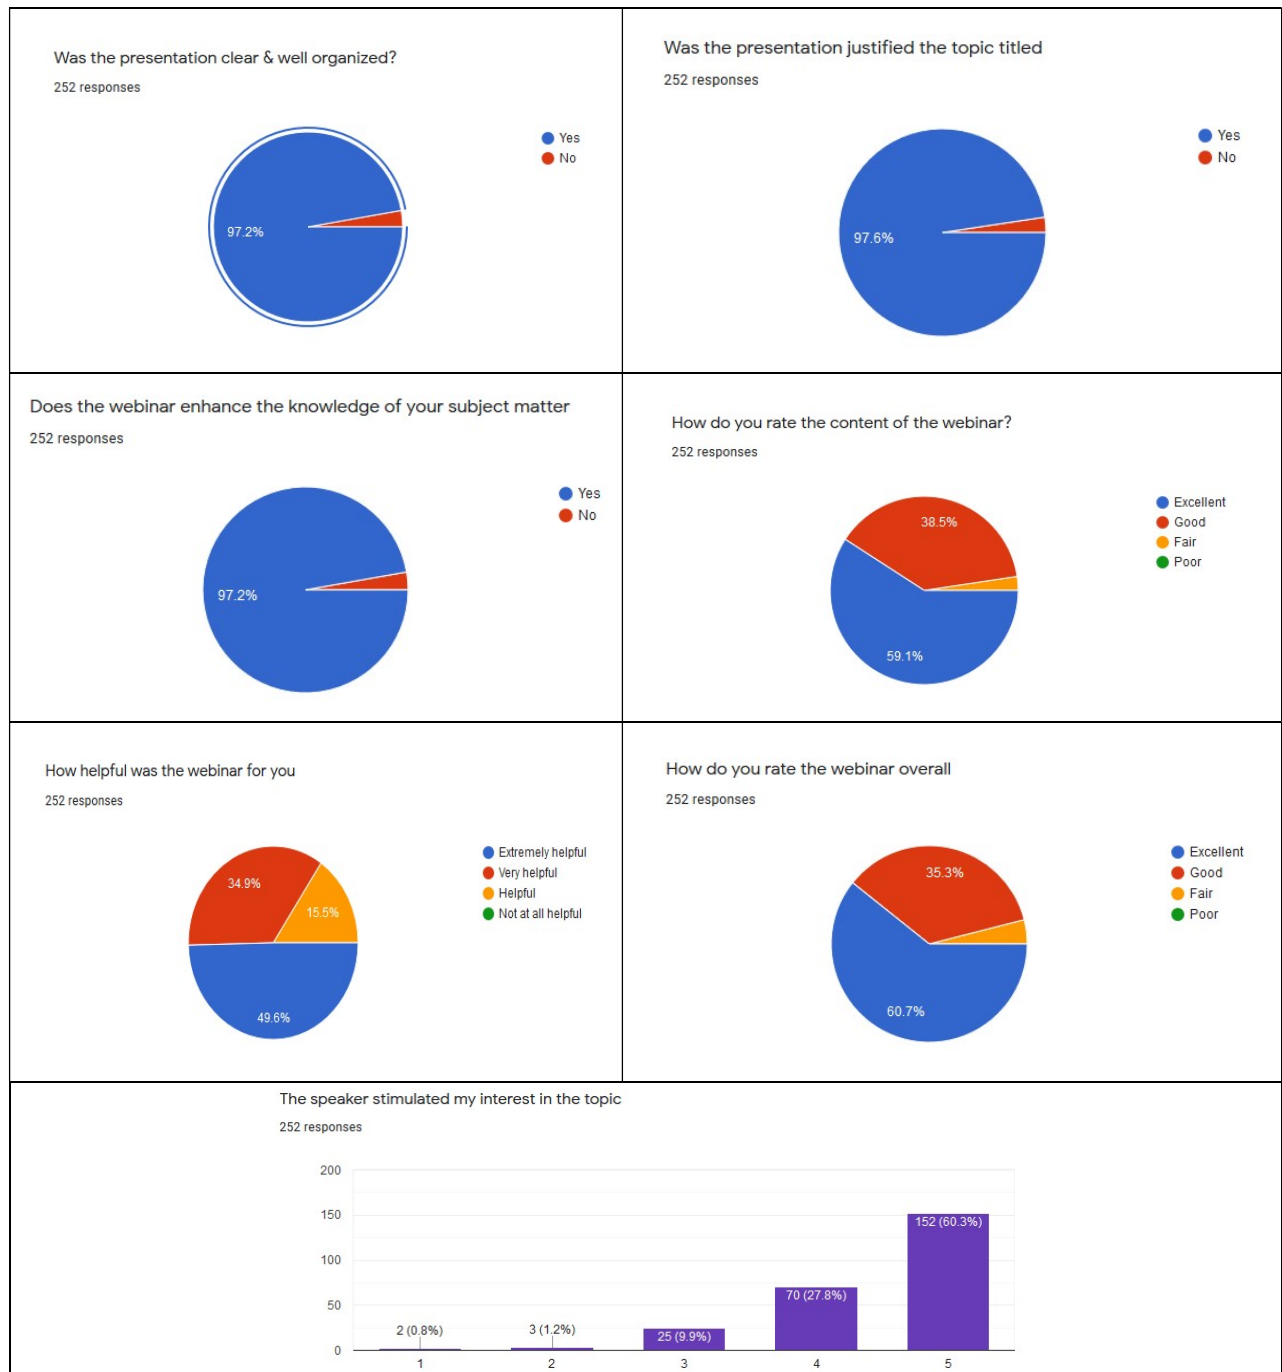 Was the presentation clear & well organized?
252 responses
Yes
No
97.2%
Was the presentation justified the topic titled
252 responses
Yes
No
97.6%
Does the webinar enhance the knowledge of your subject matter
252 responses
Yes
No
97.2%
How do you rate the content of the webinar?
252 responses
Excellent
Good
Fair
Poor
38.5%
59.1%
How helpful was the webinar for you
252 responses
Extremely helpful
Very helpful
Helpful
Not at all helpful
34.9%
15.5%
49.6%
How do you rate the webinar overall
252 responses
Excellent
Good
Fair
Poor
35.3%
60.7%
The speaker stimulated my interest in the topic
252 responses
200
150
100
50
0
2 (0.8%)
3 (1.2%)
25 (9.9%)
70 (27.8%)
152 (60.3%)
1 2 3 4 5